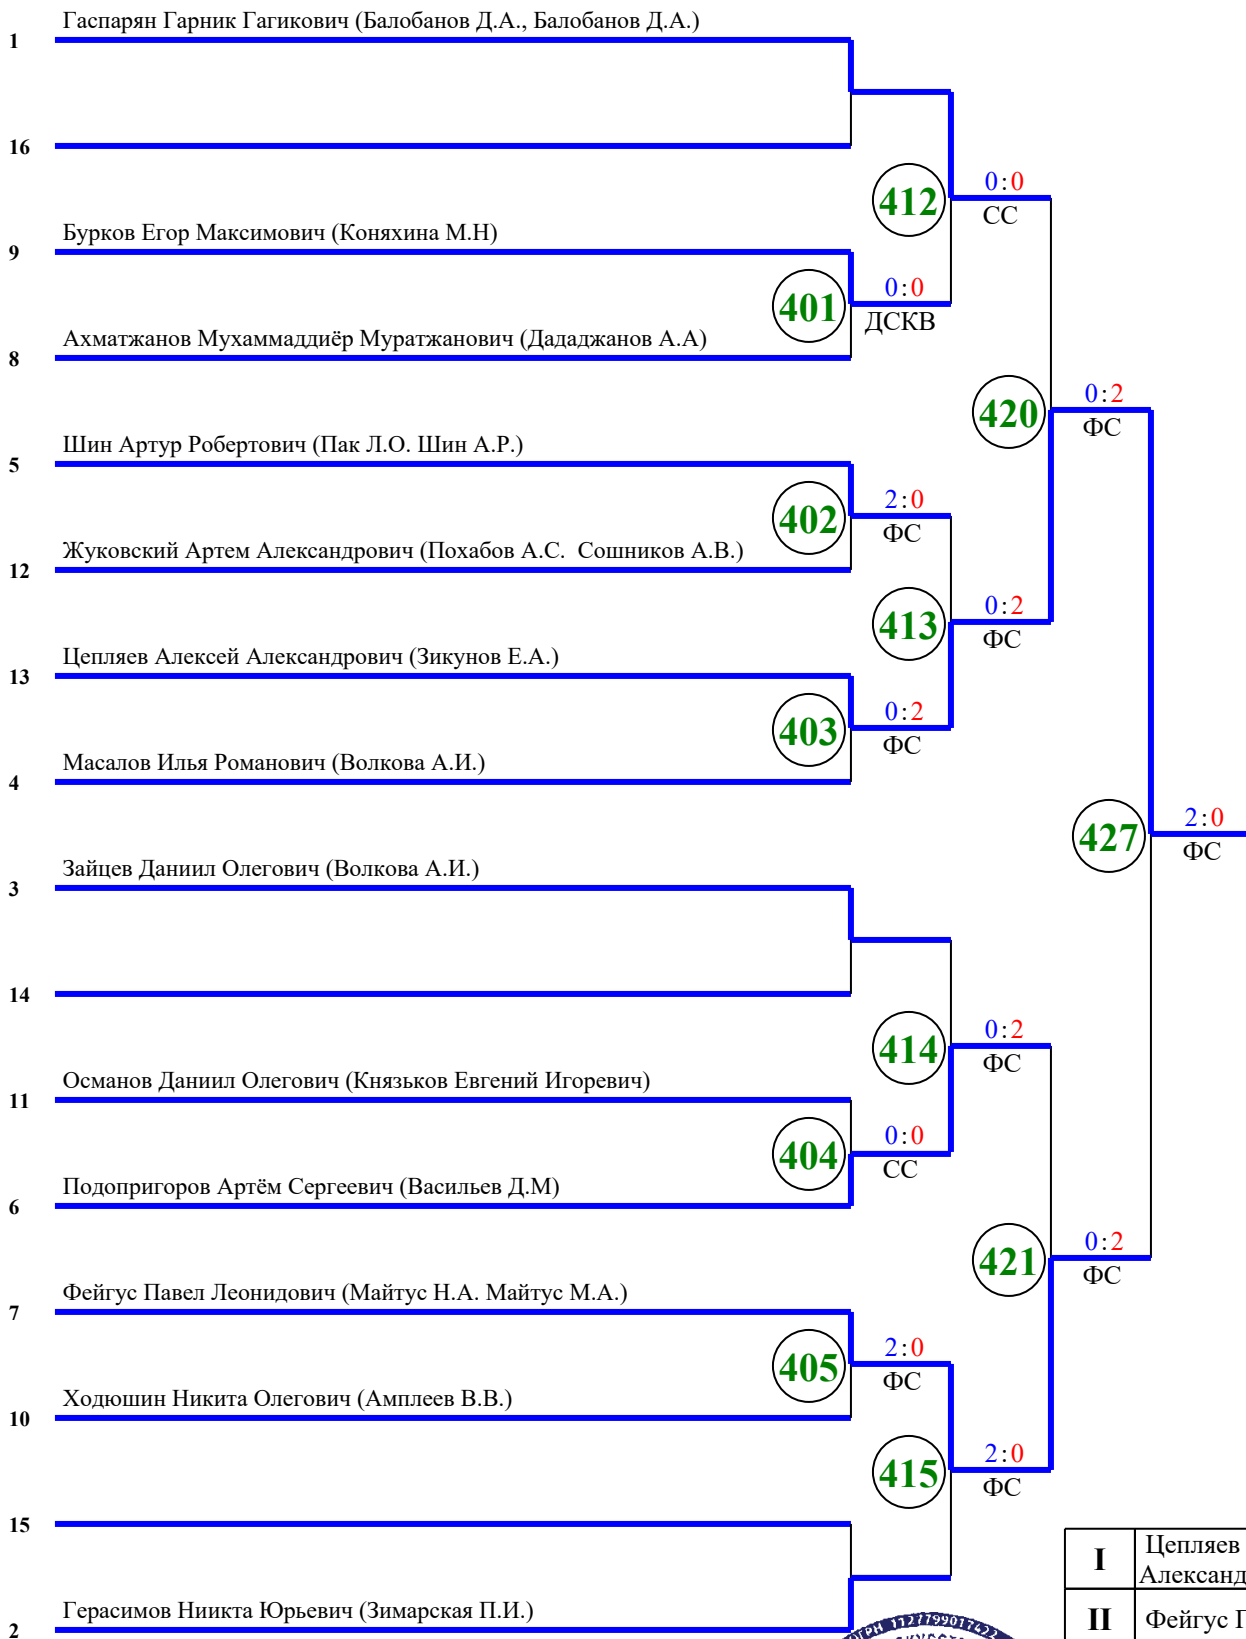 Гаспарян Гарник Гагикович (Балобанов Д.А., Балобанов Д.А.)
1
16
412
0:0
СС
Бурков Егор Максимович (Коняхина М.Н)
9
401
0:0
ДСКВ
Ахматжанов Мухаммаддиёр Муратжанович (Дададжанов А.А)
8
420
0:2
ФС
Шин Артур Робертович (Пак Л.О. Шин А.Р.)
5
402
2:0
ФС
Жуковский Артем Александрович (Похабов А.С.  Сошников А.В.)
12
413
0:2
ФС
Цепляев Алексей Александрович (Зикунов Е.А.)
13
403
0:2
ФС
Масалов Илья Романович (Волкова А.И.)
4
427
2:0
ФС
Зайцев Даниил Олегович (Волкова А.И.)
3
14
414
0:2
ФС
Османов Даниил Олегович (Князьков Евгений Игоревич)
11
404
0:0
СС
Подопригоров Артём Сергеевич (Васильев Д.М)
6
421
0:2
ФС
Фейгус Павел Леонидович (Майтус Н.А. Майтус М.А.)
7
405
2:0
ФС
Ходюшин Никита Олегович (Амплеев В.В.)
10
415
2:0
ФС
15
I
Цепляев
Александ
Герасимов Ниикта Юрьевич (Зимарская П.И.)
2
II
Фейгус П
ОГРН 1127799017422